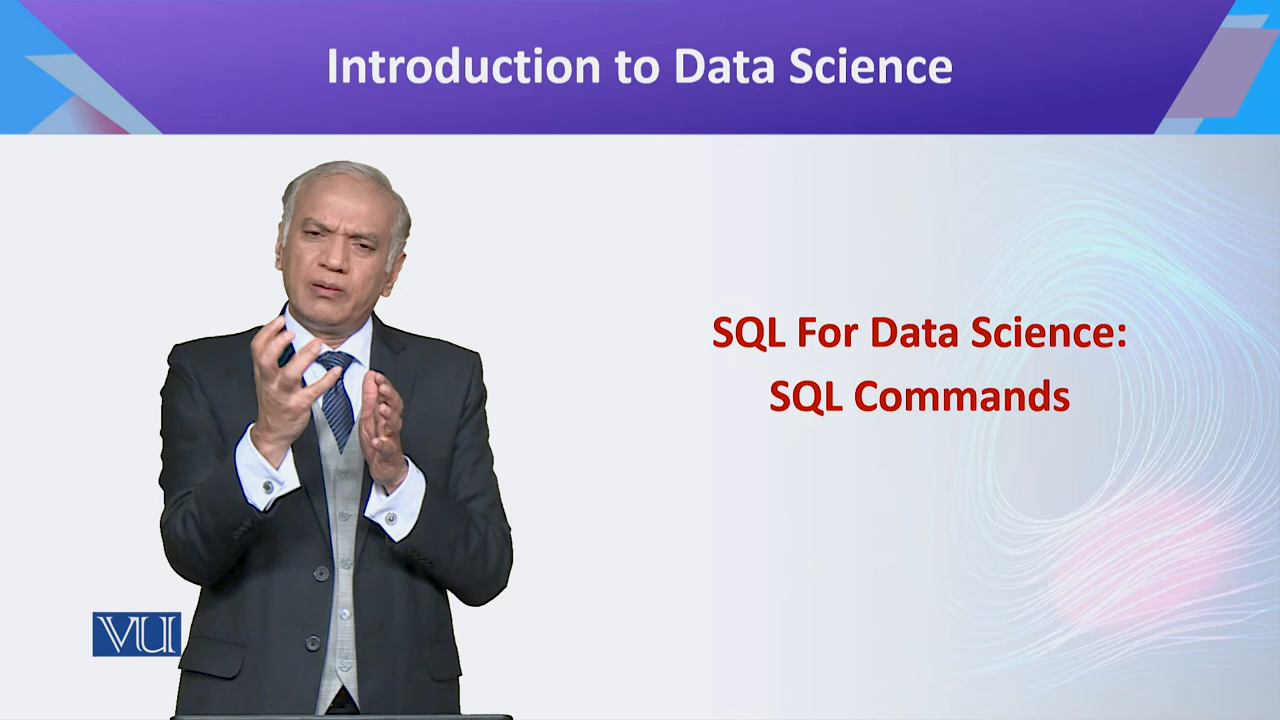 Introduction to Data Science
SQL For Data Science:
SQL Commands
VU